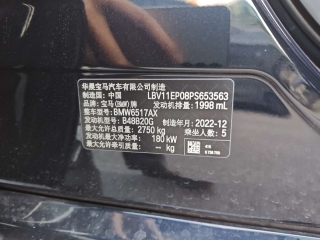 华晨宝马汽车有限公司制造
制造国：中国 LBV11EP08PS653563
品牌：宝马（BMW）牌 发动机排量：1998 mL
整车型号：BMW6517AX
发动机型号：B48B20G 制造年月：2022-12
最大允许总质量：2750 kg 乘坐人数：5
发动机最大净功率：180 kW
最大允许牵引质量：-- kg